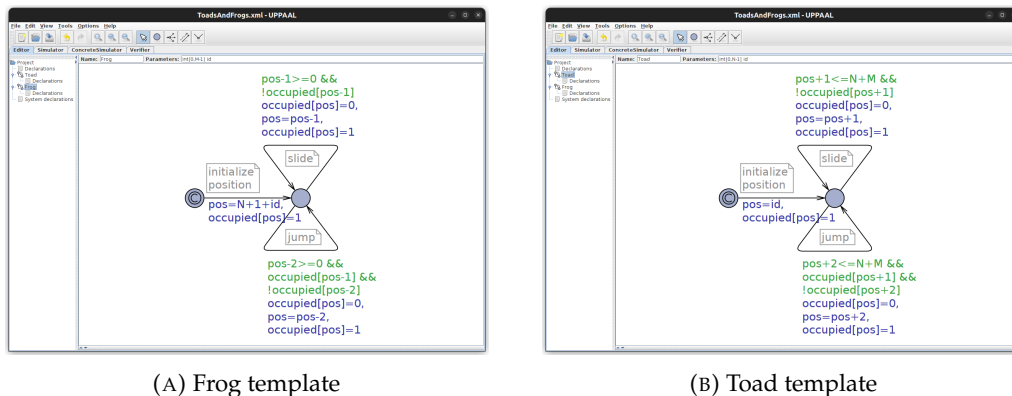 ToadsAndFrogs.xml - UPPAAL
File Edit View Tools Options Help
Editor Simulator ConcreteSimulator Verifier
Project
Declarations
Toad
Declarations
Frog
Declarations
System declarations
Name: Frog Parameters: int[0,M-1] id
pos-1>=0 &&
!occupied[pos-1]
occupied[pos]=0,
pos=pos-1,
occupied[pos]=1
slide
initialize
position
C
pos=N+1+id,
occupied[pos]=1
jump
pos-2>=0 &&
occupied[pos-1] &&
!occupied[pos-2]
occupied[pos]=0,
pos=pos-2,
occupied[pos]=1
(A) Frog template
ToadsAndFrogs.xml - UPPAAL
File Edit View Tools Options Help
Editor Simulator ConcreteSimulator Verifier
Project
Declarations
Toad
Declarations
Frog
Declarations
System declarations
Name: Toad Parameters: int[0,N-1] id
pos+1<=N+M &&
!occupied[pos+1]
occupied[pos]=0,
pos=pos+1,
occupied[pos]=1
slide
initialize
position
C
pos=id,
occupied[pos]=1
jump
pos+2<=N+M &&
occupied[pos+1] &&
!occupied[pos+2]
occupied[pos]=0,
pos=pos+2,
occupied[pos]=1
(B) Toad template